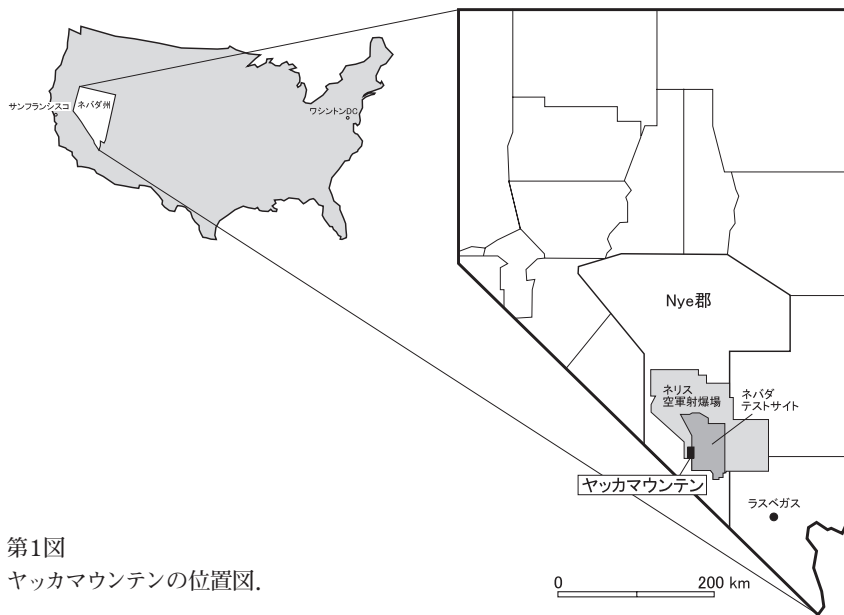 サンフランシスコ
ネバダ州
ワシントンDC
Nye郡
ネリス
空軍射爆場
ネバダ
テストサイト
ヤッカマウンテン
ラスベガス
0 200 km
第1図
ヤッカマウンテンの位置図.